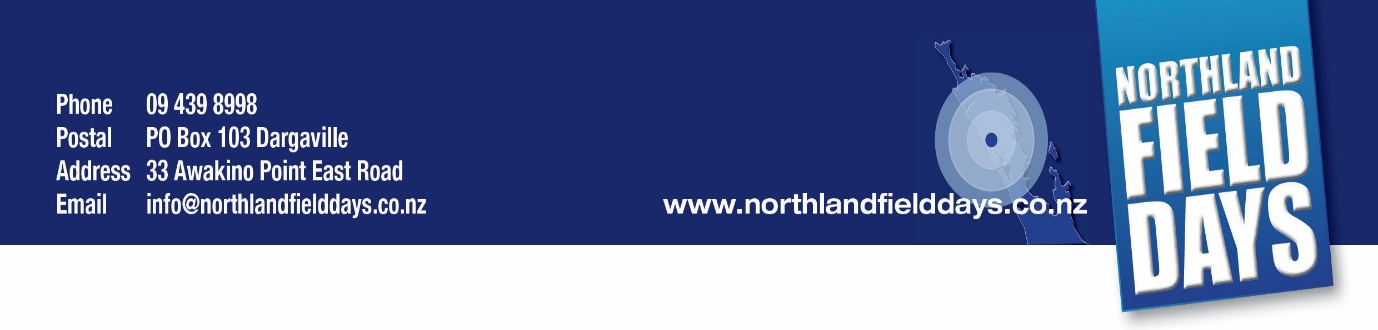 Phone 09 439 8998
Postal PO Box 103 Dargaville
Address 33 Awakino Point East Road
Email info@northlandfielddays.co.nz
www.northlandfielddays.co.nz
NORTHLAND
FIELD
DAYS